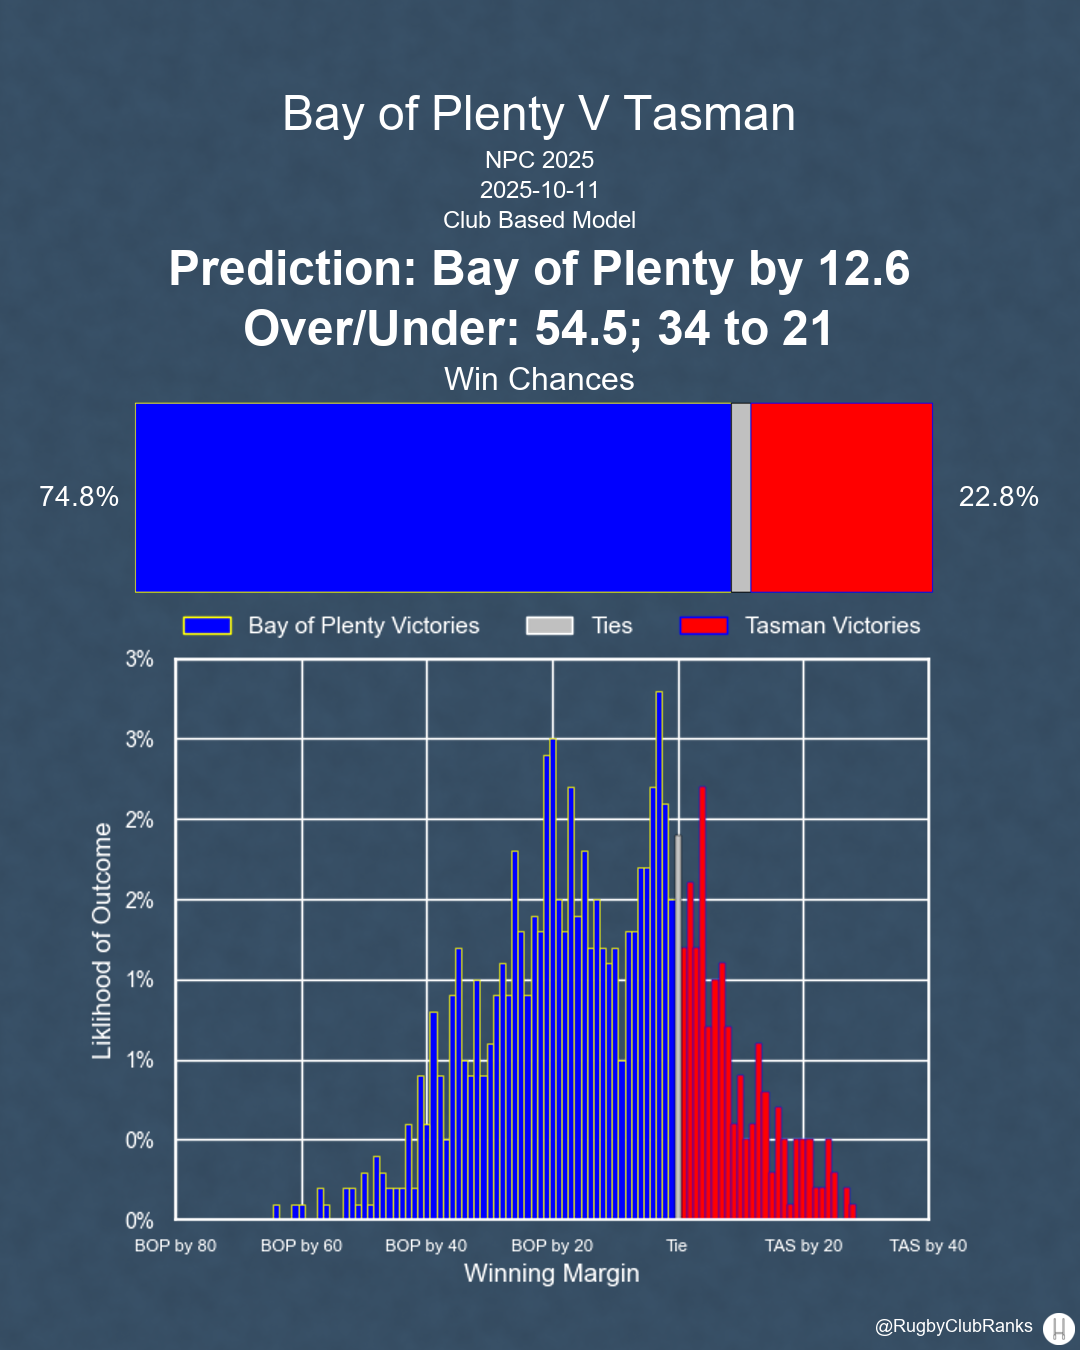 Bay of Plenty V Tasman
NPC 2025
2025-10-11
Club Based Model
Prediction: Bay of Plenty by 12.6
Over/Under: 54.5; 34 to 21
Win Chances
74.8%
22.8%
Bay of Plenty Victories
Ties
Tasman Victories
3%
3%
2%
2%
1%
1%
0%
0%
Liklihood of Outcome
BOP by 80
BOP by 60
BOP by 40
BOP by 20
Tie
TAS by 20
TAS by 40
Winning Margin
@RugbyClubRanks